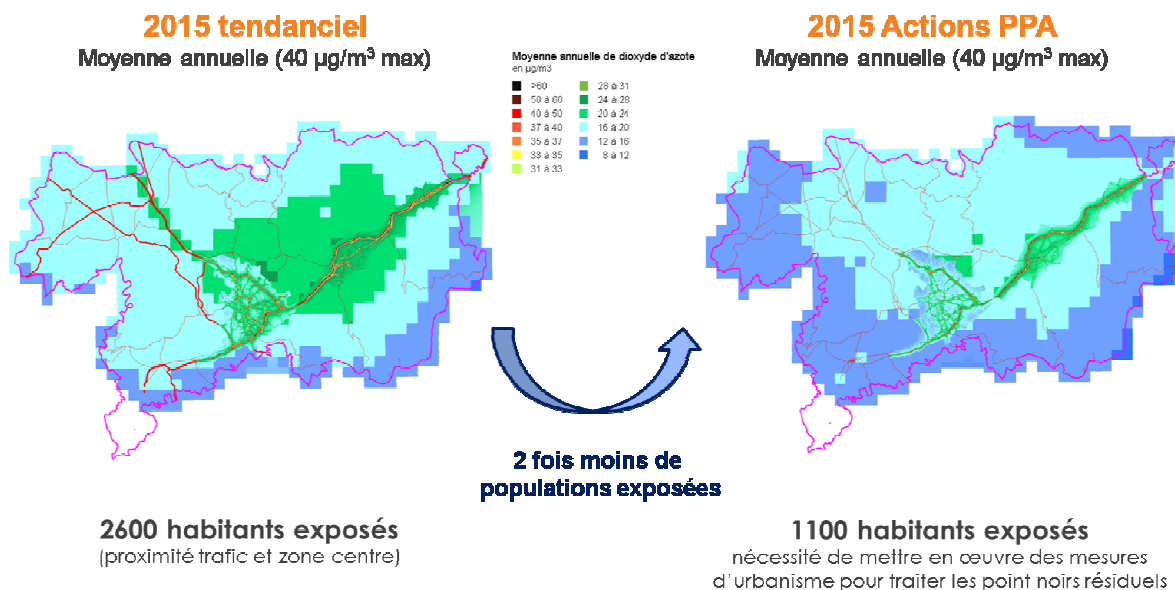 2015 tendanciel
Moyenne annuelle (40 µg/m³ max)
Moyenne annuelle de dioxyde d'azote
en µg/m3
>60
50 à 60
40 à 50
37 à 40
35 à 37
33 à 35
31 à 33
28 à 31
24 à 28
20 à 24
16 à 20
12 à 16
8 à 12
2015 Actions PPA
Moyenne annuelle (40 µg/m³ max)
2 fois moins de
populations exposées
2600 habitants exposés
(proximité trafic et zone centre)
1100 habitants exposés
nécessité de mettre en œuvre des mesures
d'urbanisme pour traiter les point noirs résiduels